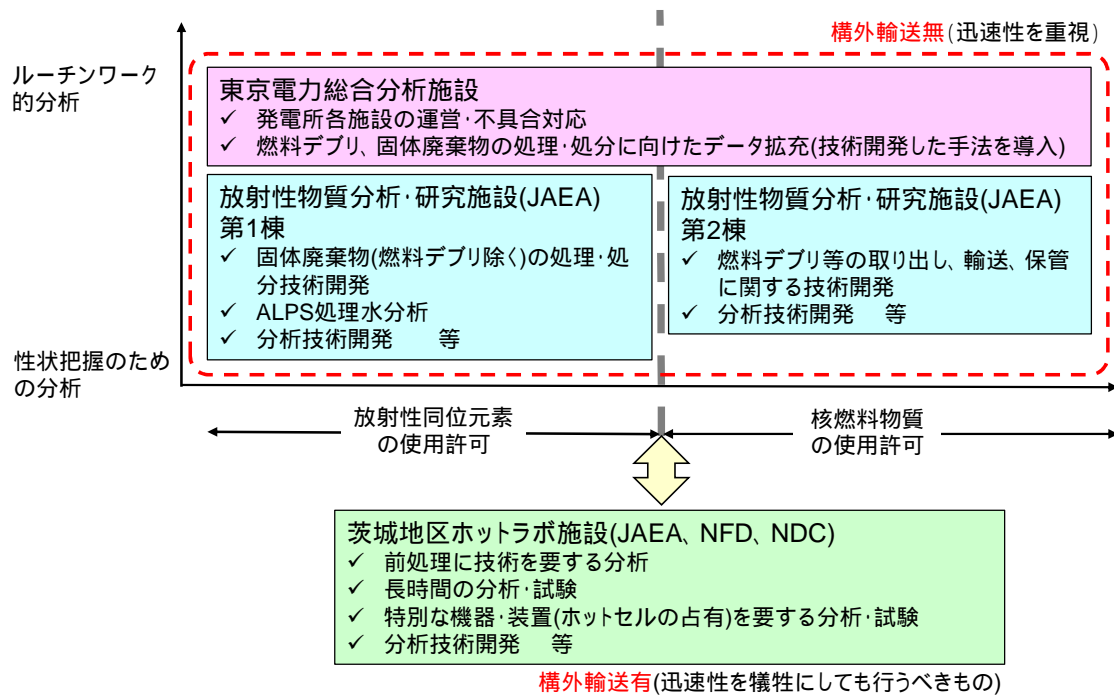 構外輸送無(迅速性を重視)
ルーチンワーク
的分析
東京電力総合分析施設
✓ 発電所各施設の運営･不具合対応
✓ 燃料デブリ、固体廃棄物の処理･処分に向けたデータ拡充(技術開発した手法を導入)
放射性物質分析･研究施設(JAEA)
第1棟
✓ 固体廃棄物(燃料デブリ除く)の処理･処
分技術開発
✓ ALPS処理水分析
✓ 分析技術開発 等
放射性物質分析･研究施設(JAEA)
第2棟
✓ 燃料デブリ等の取り出し、輸送、保管
に関する技術開発
✓ 分析技術開発 等
性状把握のため
の分析
放射性同位元素
の使用許可
核燃料物質
の使用許可
茨城地区ホットラボ施設(JAEA、NFD、NDC)
✓ 前処理に技術を要する分析
✓ 長時間の分析･試験
✓ 特別な機器･装置(ホットセルの占有)を要する分析･試験
✓ 分析技術開発 等
構外輸送有(迅速性を犠牲にしても行うべきもの)